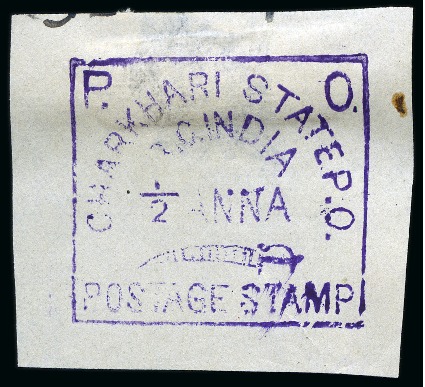 P. O.
CHARKHARI STATE P.O.
C.INDIA
½ ANNA
POSTAGE STAMP